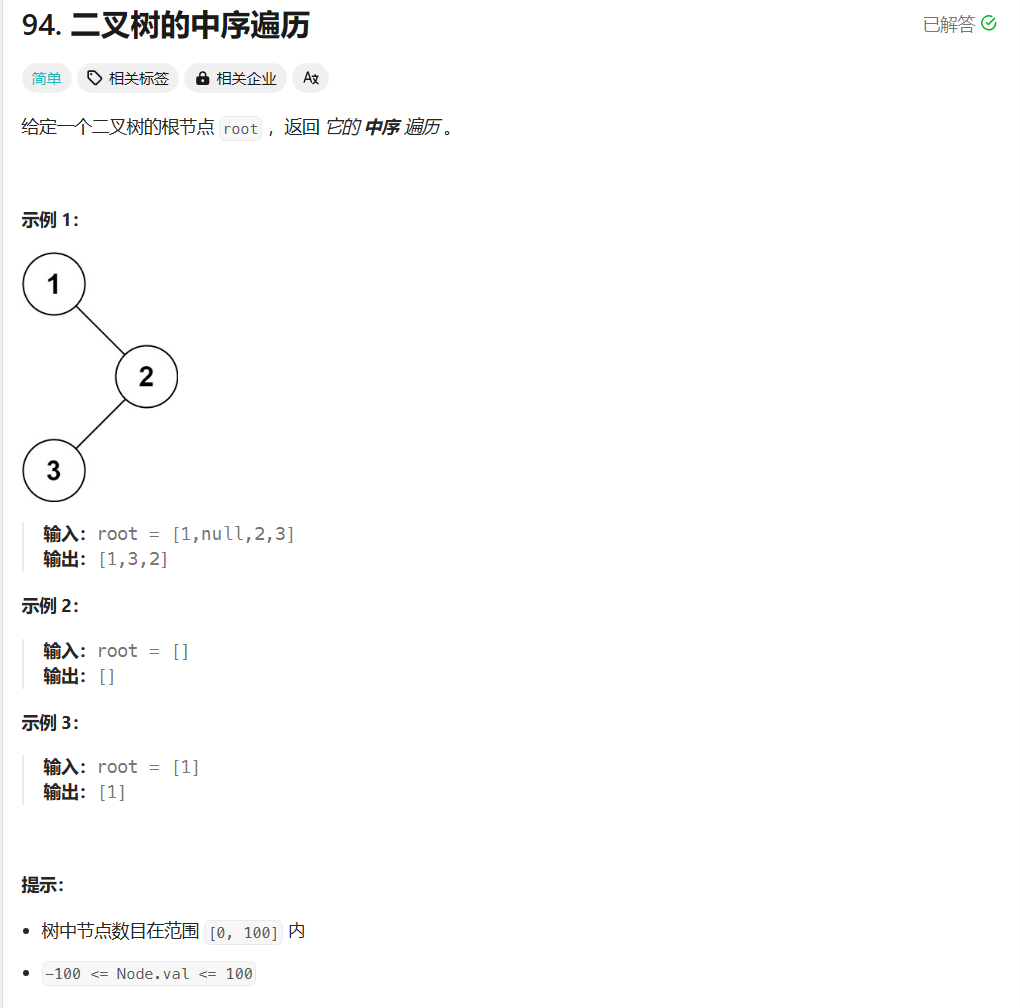 94. 二叉树的中序遍历
已解答
简单
相关标签
相关企业
给定一个二叉树的根节点 root ，返回 它的 中序 遍历 。
示例 1：
1
2
3
输入：root = [1,null,2,3]
输出：[1,3,2]
示例 2：
输入：root = []
输出：[]
示例 3：
输入：root = [1]
输出：[1]
提示：
树中节点数目在范围 [0, 100] 内
-100 <= Node.val <= 100